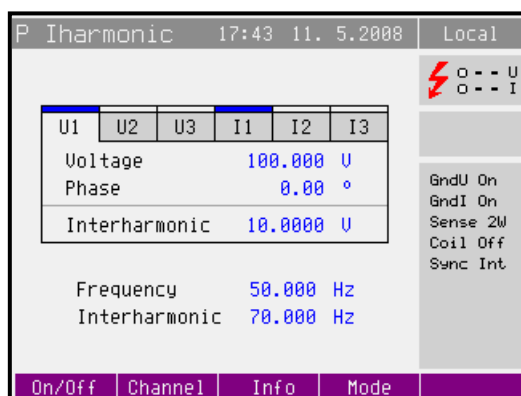 P Iharmonic 17:43 11. 5.2008 Local
O - - U
O - - I
U1 U2 U3 I1 I2 I3
Voltage 100.000 V
Phase 0.00 °
Interharmonic 10.0000 V
Frequency 50.000 Hz
Interharmonic 70.000 Hz
GndU On
GndI On
Sense 2W
Coil Off
Sync Int
On/Off Channel Info Mode